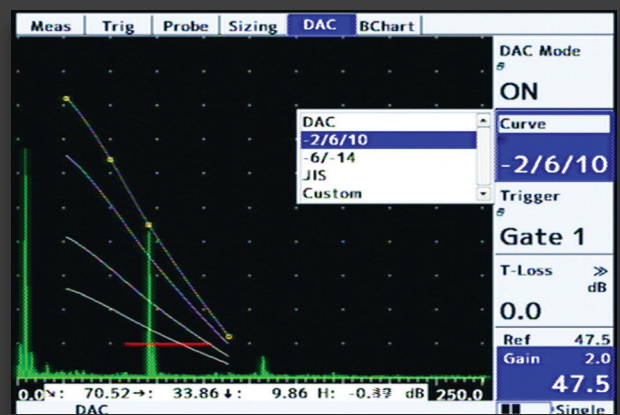 Meas Trig Probe Sizing DAC BChart
DAC Mode
ON
DAC
-2/6/10
-6/-14
JIS
Custom
Curve
-2/6/10
Trigger
Gate 1
T-Loss »
dB
0.0
Ref 47.5
Gain 2.0
47.5
0.0 : 70.52 →: 33.86 ↓: 9.86 H: dB 250.0
DAC Single